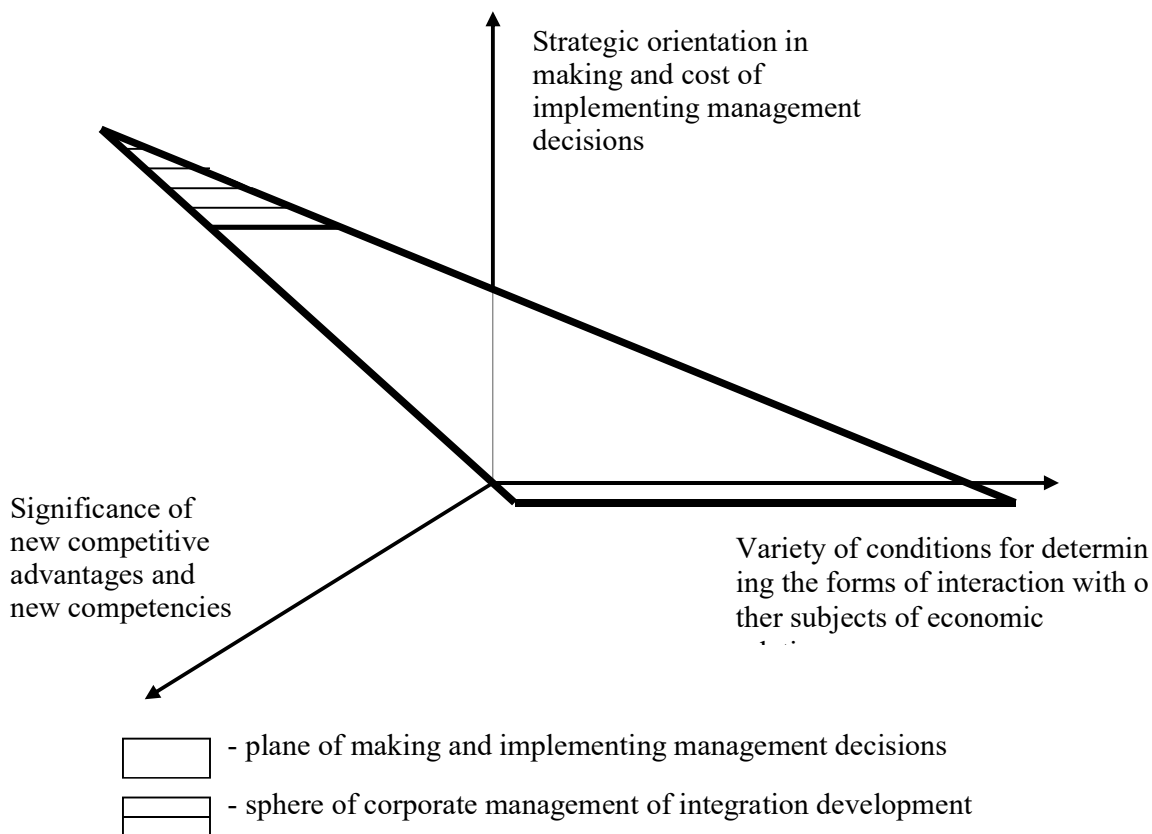 Strategic orientation in
making and cost of
implementing management
decisions
Significance of
new competitive
advantages and
new competencies
Variety of conditions for determin
ing the forms of interaction with o
ther subjects of economic
- plane of making and implementing management decisions
- sphere of corporate management of integration development